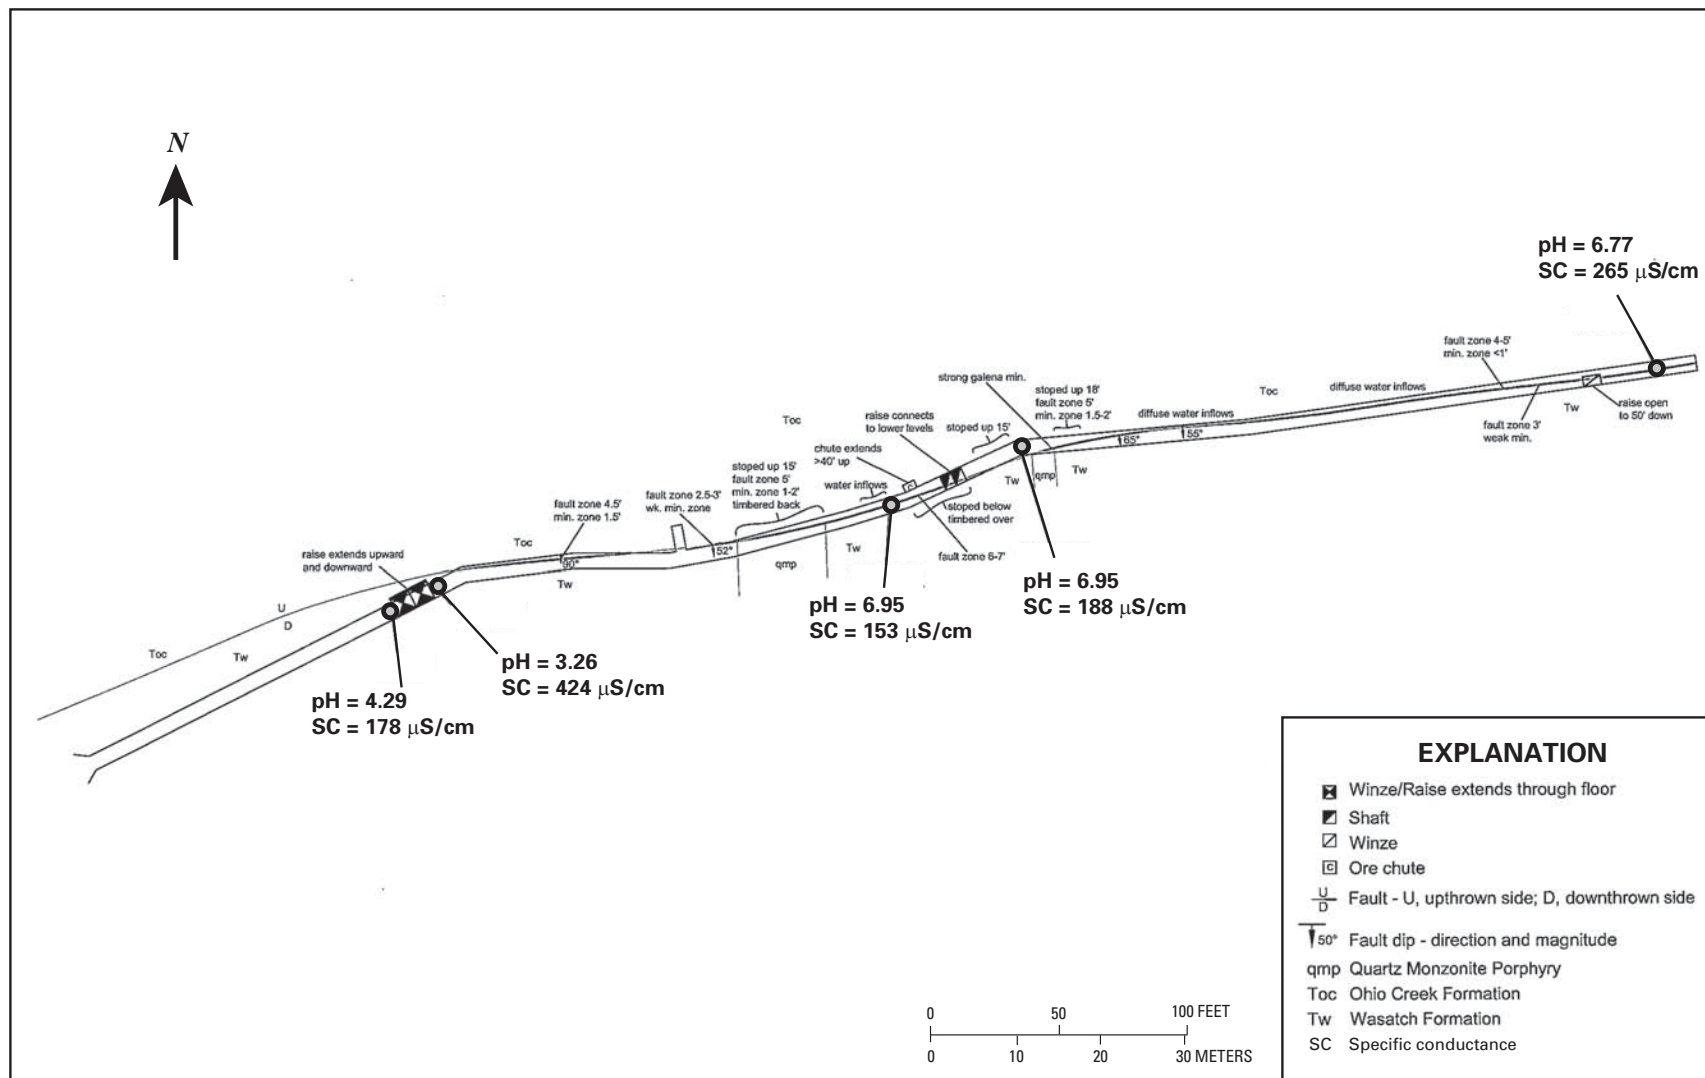 N
pH = 6.77
SC = 265 µS/cm
fault zone 4-5'
min. zone <1'
diffuse water inflows
Toc
Tw
raise open
to 50' down
fault zone 3'
weak min.
strong galena min.
stoped up 18'
fault zone 5'
min. zone 1.5-2'
diffuse water inflows
65°
55°
Toc
raise connects
to lower levels
stoped up 15'
chute extends
>40' up
C
water inflows
Tw
qmp
Tw
stoped below
timbered over
fault zone 6-7'
stoped up 15'
fault zone 5'
min. zone 1-2'
timbered back
fault zone 2.5-3'
wk. min. zone
52°
qmp
Tw
fault zone 4.5'
min. zone 1.5'
Toc
90°
Tw
raise extends upward
and downward
U
D
Toc
Tw
pH = 6.95
SC = 188 µS/cm
pH = 6.95
SC = 153 µS/cm
pH = 3.26
SC = 424 µS/cm
pH = 4.29
SC = 178 µS/cm
EXPLANATION
Winze/Raise extends through floor
Shaft
Winze
C Ore chute
U
D
Fault - U, upthrown side; D, downthrown side
50° Fault dip - direction and magnitude
qmp Quartz Monzonite Porphyry
Toc Ohio Creek Formation
Tw Wasatch Formation
SC Specific conductance
0 50 100 FEET
0 10 20 30 METERS